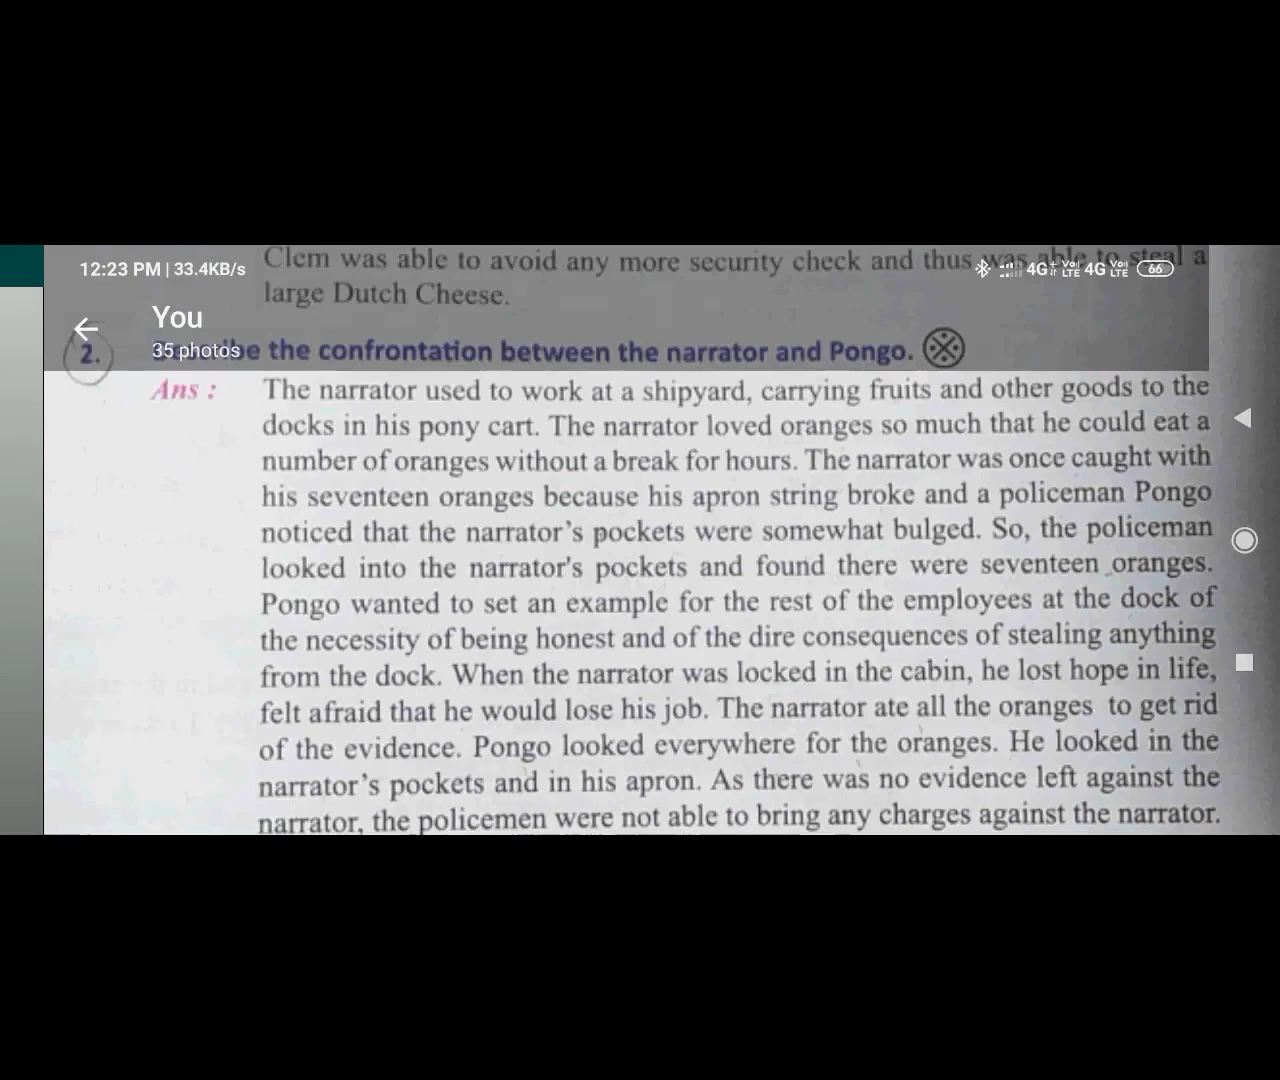 Clem was able to avoid any more security check and thus was able to steal a
12:23 PM | 33.4KB/s 4G VoLTE 4G VoLTE 66
large Dutch Cheese.
You
35 photos
2. be the confrontation between the narrator and Pongo.
Ans : The narrator used to work at a shipyard, carrying fruits and other goods to the
docks in his pony cart. The narrator loved oranges so much that he could eat a
number of oranges without a break for hours. The narrator was once caught with
his seventeen oranges because his apron string broke and a policeman Pongo
noticed that the narrator's pockets were somewhat bulged. So, the policeman
looked into the narrator's pockets and found there were seventeen oranges.
Pongo wanted to set an example for the rest of the employees at the dock of
the necessity of being honest and of the dire consequences of stealing anything
from the dock. When the narrator was locked in the cabin, he lost hope in life,
felt afraid that he would lose his job. The narrator ate all the oranges to get rid
of the evidence. Pongo looked everywhere for the oranges. He looked in the
narrator's pockets and in his apron. As there was no evidence left against the
narrator, the policemen were not able to bring any charges against the narrator.